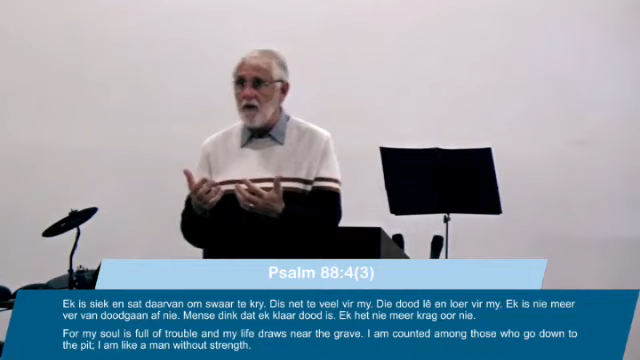 Psalm 88:4(3)
Ek is siek en sat daarvan om swaar te kry. Dis net te veel vir my. Die dood lê en loer vir my. Ek is nie meer
ver van doodgaan af nie. Mense dink dat ek klaar dood is. Ek het nie meer krag oor nie.
For my soul is full of trouble and my life draws near the grave. I am counted among those who go down to
the pit; I am like a man without strength.